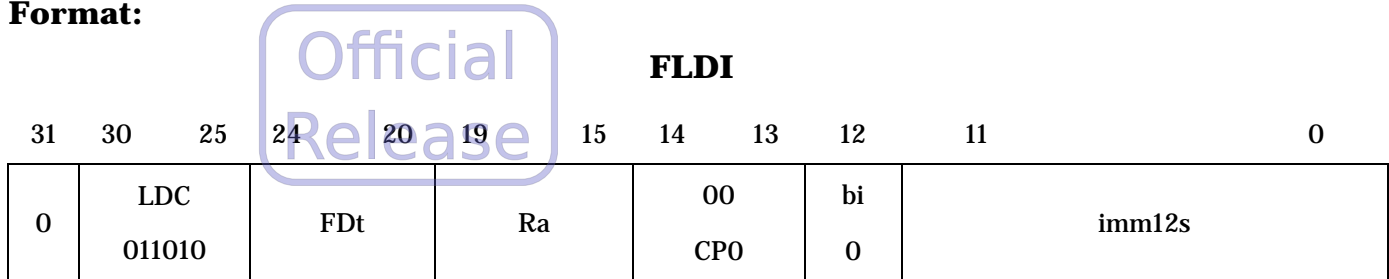 Format:
Official
Release
FLDI
31 30 25 24 20 19 15 14 13 12 11 0
0 LDC 011010 FDt Ra 00 CP0 bi 0 imm12s